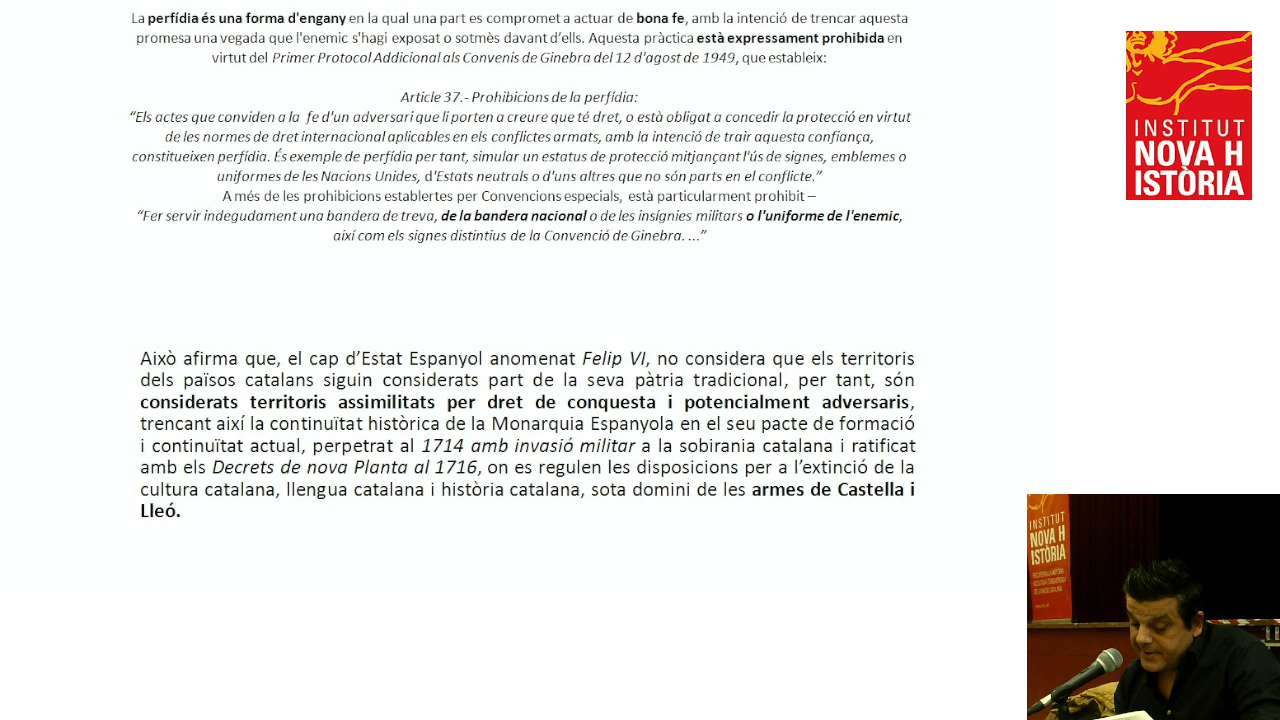 La perfídia és una forma d'engany en la qual una part es compromet a actuar de bona fe, amb la intenció de trencar aquesta
promesa una vegada que l'enemic s'hagi exposat o sotmès davant d’ells. Aquesta pràctica està expressament prohibida en
virtut del Primer Protocol Addicional als Convenis de Ginebra del 12 d'agost de 1949, que estableix:
Article 37.- Prohibicions de la perfídia:
“Els actes que conviden a la fe d'un adversari que li porten a creure que té dret, o està obligat a concedir la protecció en virtut
de les normes de dret internacional aplicables en els conflictes armats, amb la intenció de trair aquesta confiança,
constitueixen perfídia. És exemple de perfídia per tant, simular un estatus de protecció mitjançant l'ús de signes, emblemes o
uniformes de les Nacions Unides, d'Estats neutrals o d'uns altres que no són parts en el conflicte.”
A més de les prohibicions establertes per Convencions especials, està particularment prohibit –
“Fer servir indegudament una bandera de treva, de la bandera nacional o de les insígnies militars o l'uniforme de l'enemic,
així com els signes distintius de la Convenció de Ginebra. ...”
Això afirma que, el cap d’Estat Espanyol anomenat Felip VI, no considera que els territoris
dels països catalans siguin considerats part de la seva pàtria tradicional, per tant, són
considerats territoris assimilitats per dret de conquesta i potencialment adversaris,
trencant així la continuïtat històrica de la Monarquia Espanyola en el seu pacte de formació
i continuïtat actual, perpetrat al 1714 amb invasió militar a la sobirania catalana i ratificat
amb els Decrets de nova Planta al 1716, on es regulen les disposicions per a l’extinció de la
cultura catalana, llengua catalana i història catalana, sota domini de les armes de Castella i
Lleó.
INSTITUT
NOVA H
ISTÒRIA
INSTITUT
NOVA H
ISTÒRIA